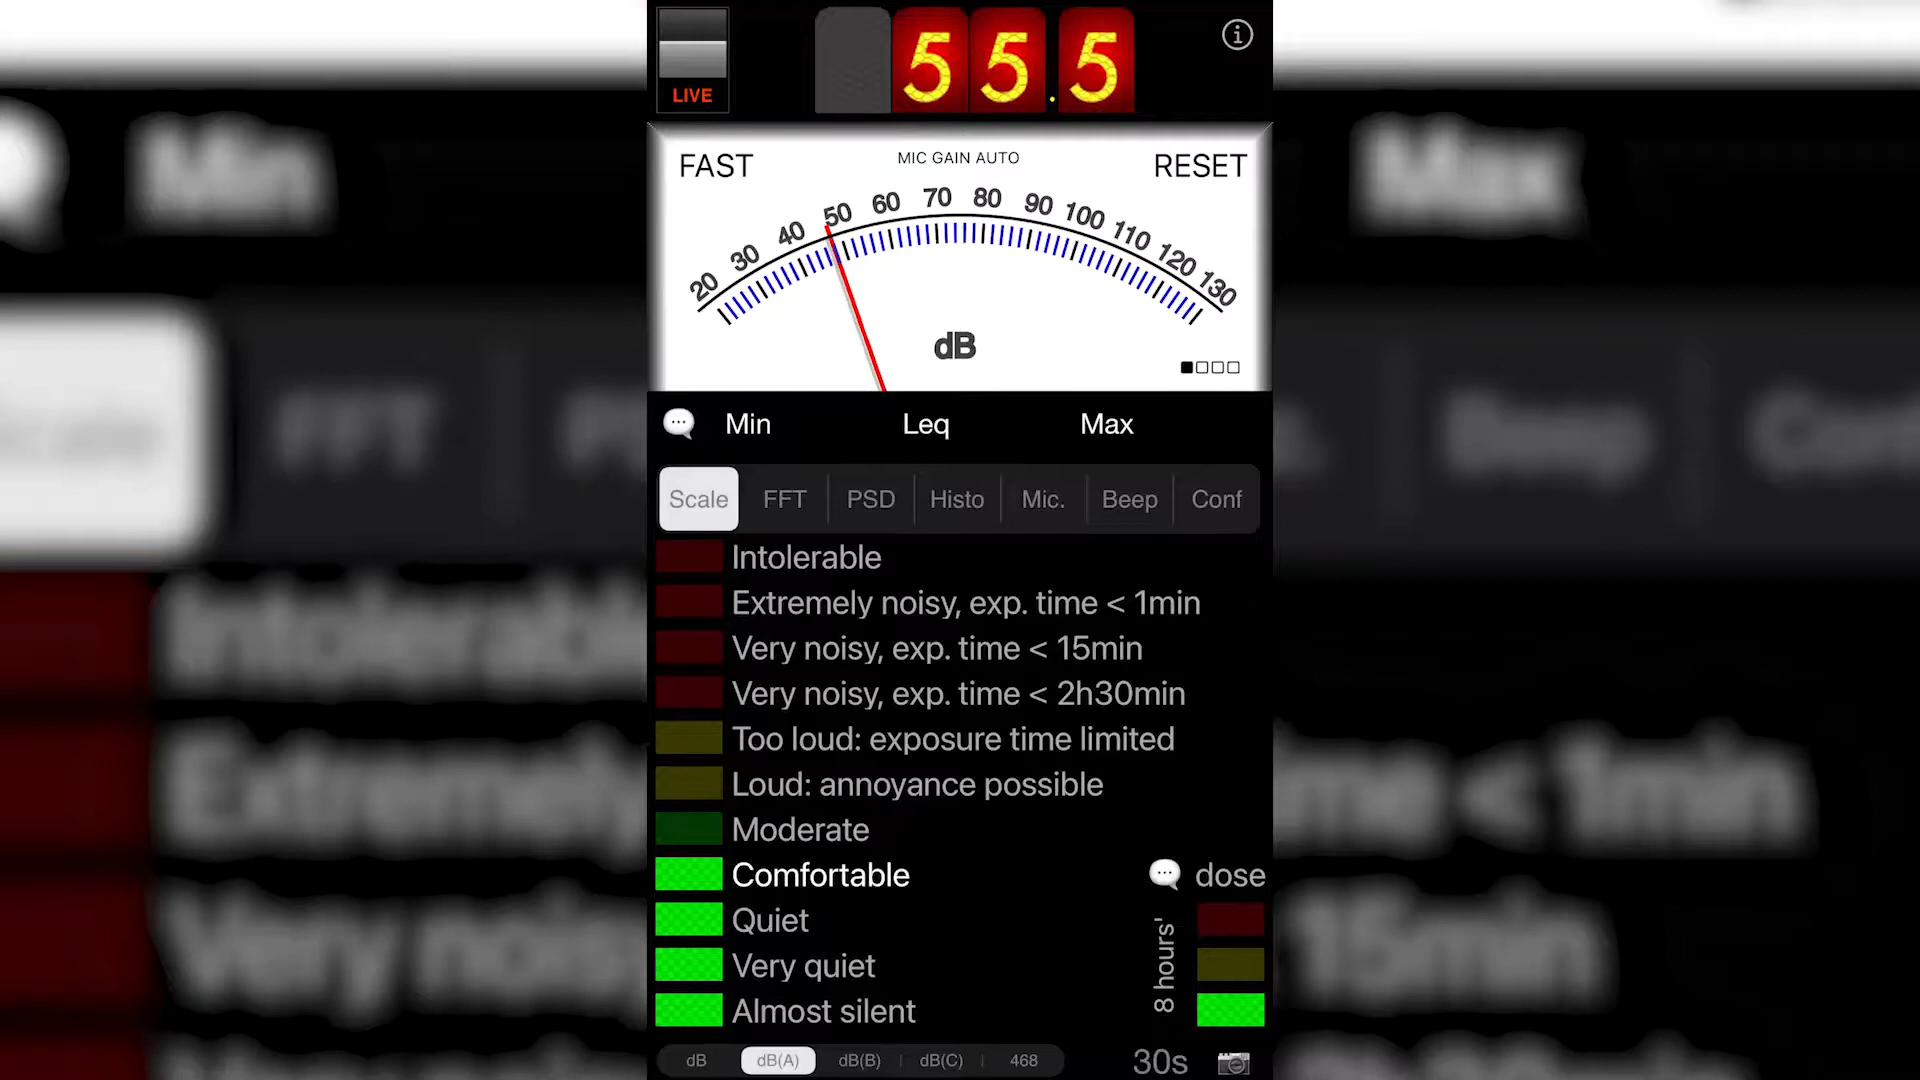 LIVE
55.5
FAST
MIC GAIN AUTO
RESET
20 30 40 50 60 70 80 90 100 110 120 130
dB
Min Leq Max
Scale FFT PSD Histo Mic. Beep Conf
Intolerable
Extremely noisy, exp. time < 1min
Very noisy, exp. time < 15min
Very noisy, exp. time < 2h30min
Too loud: exposure time limited
Loud: annoyance possible
Moderate
Comfortable
dose
Quiet
Very quiet
Almost silent
8 hours'
dB dB(A) dB(B) dB(C) 468
30s